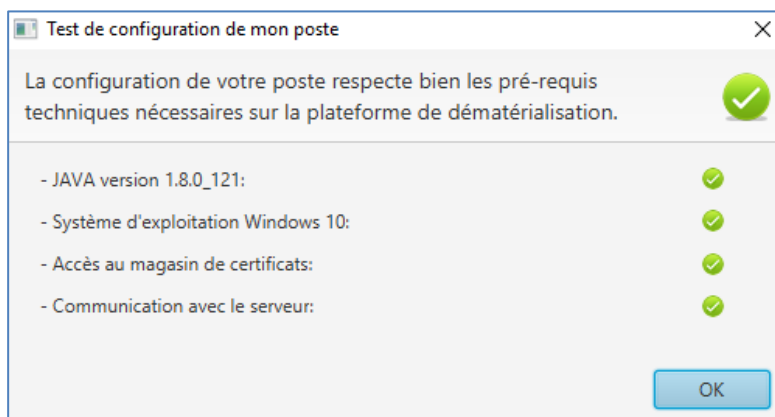 Test de configuration de mon poste
La configuration de votre poste respecte bien les pré-requis
techniques nécessaires sur la plateforme de dématérialisation.
- JAVA version 1.8.0_121:
- Système d'exploitation Windows 10:
- Accès au magasin de certificats:
- Communication avec le serveur:
OK